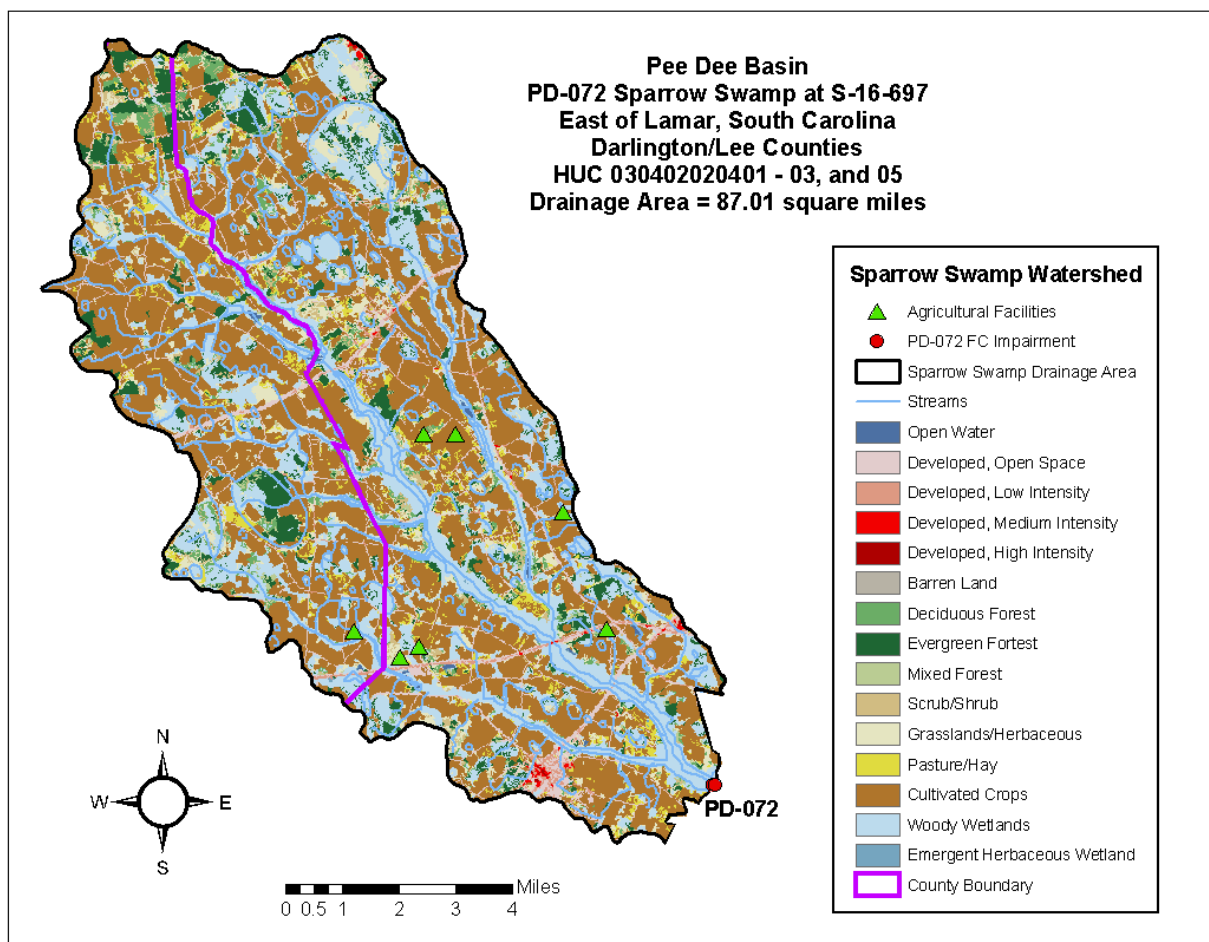 Pee Dee Basin
PD-072 Sparrow Swamp at S-16-697
East of Lamar, South Carolina
Darlington/Lee Counties
HUC 030402020401 - 03, and 05
Drainage Area = 87.01 square miles
Sparrow Swamp Watershed
Agricultural Facilities
PD-072 FC Impairment
Sparrow Swamp Drainage Area
Streams
Open Water
Developed, Open Space
Developed, Low Intensity
Developed, Medium Intensity
Developed, High Intensity
Barren Land
Deciduous Forest
Evergreen Fortest
Mixed Forest
Scrub/Shrub
Grasslands/Herbaceous
Pasture/Hay
Cultivated Crops
Woody Wetlands
Emergent Herbaceous Wetland
County Boundary
PD-072
N
W E
S
Miles
0 0.5 1 2 3 4